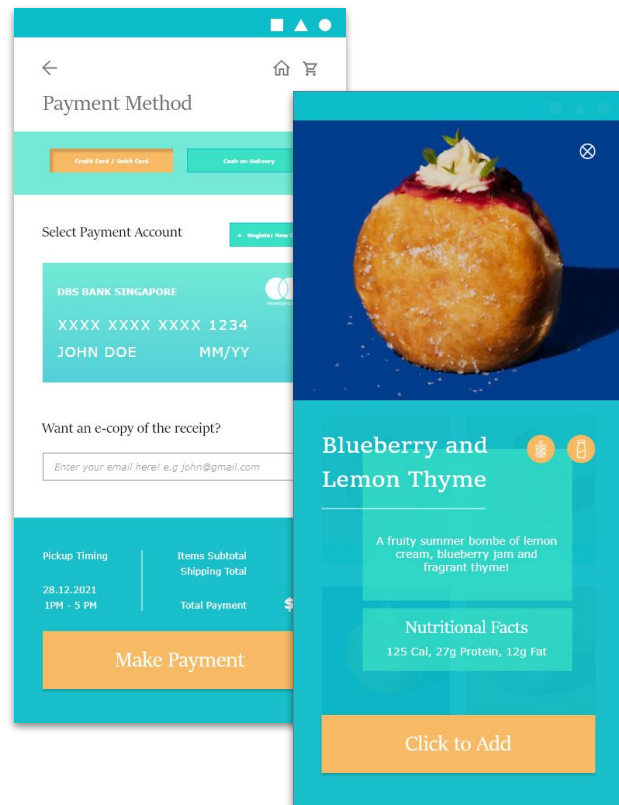 Payment Method
Credit Card / Debit Card
Cash on Delivery
Select Payment Account
+ Register New
DBS BANK SINGAPORE
XXXX XXXX XXXX 1234
JOHN DOE
MM/YY
Want an e-copy of the receipt?
Enter your email here! e.g john@gmail.com
Pickup Timing
28.12.2021
1PM - 5 PM
Items Subtotal
Shipping Total
Total Payment
$
Make Payment
Blueberry and
Lemon Thyme
A fruity summer bombe of lemon
cream, blueberry jam and
fragrant thyme!
Nutritional Facts
125 Cal, 27g Protein, 12g Fat
Click to Add